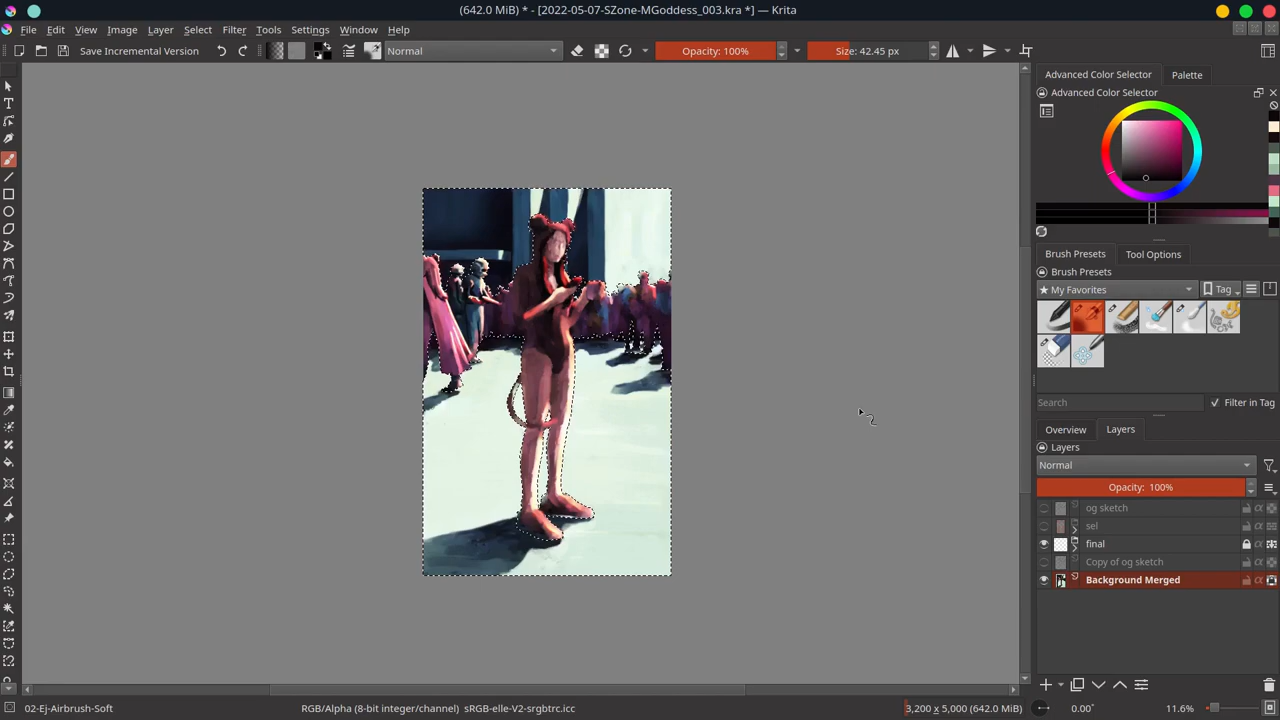 (642.0 MiB) * - [2022-05-07-SZone-MGoddess_003.kra *] — Krita
File Edit View Image Layer Select Filter Tools Settings Window Help
Save Incremental Version Normal Opacity: 100% Size: 42.45 px
Advanced Color Selector Palette
Advanced Color Selector
Brush Presets Tool Options
Brush Presets
★ My Favorites Tag
Search Filter in Tag
Overview Layers
Layers
Normal
Opacity: 100%
og sketch
sel
final
Copy of og sketch
Background Merged
02-Ej-Airbrush-Soft RGB/Alpha (8-bit integer/channel) sRGB-elle-V2-srgbtrc.icc 3,200 x 5,000 (642.0 MiB) 0.00° 11.6%